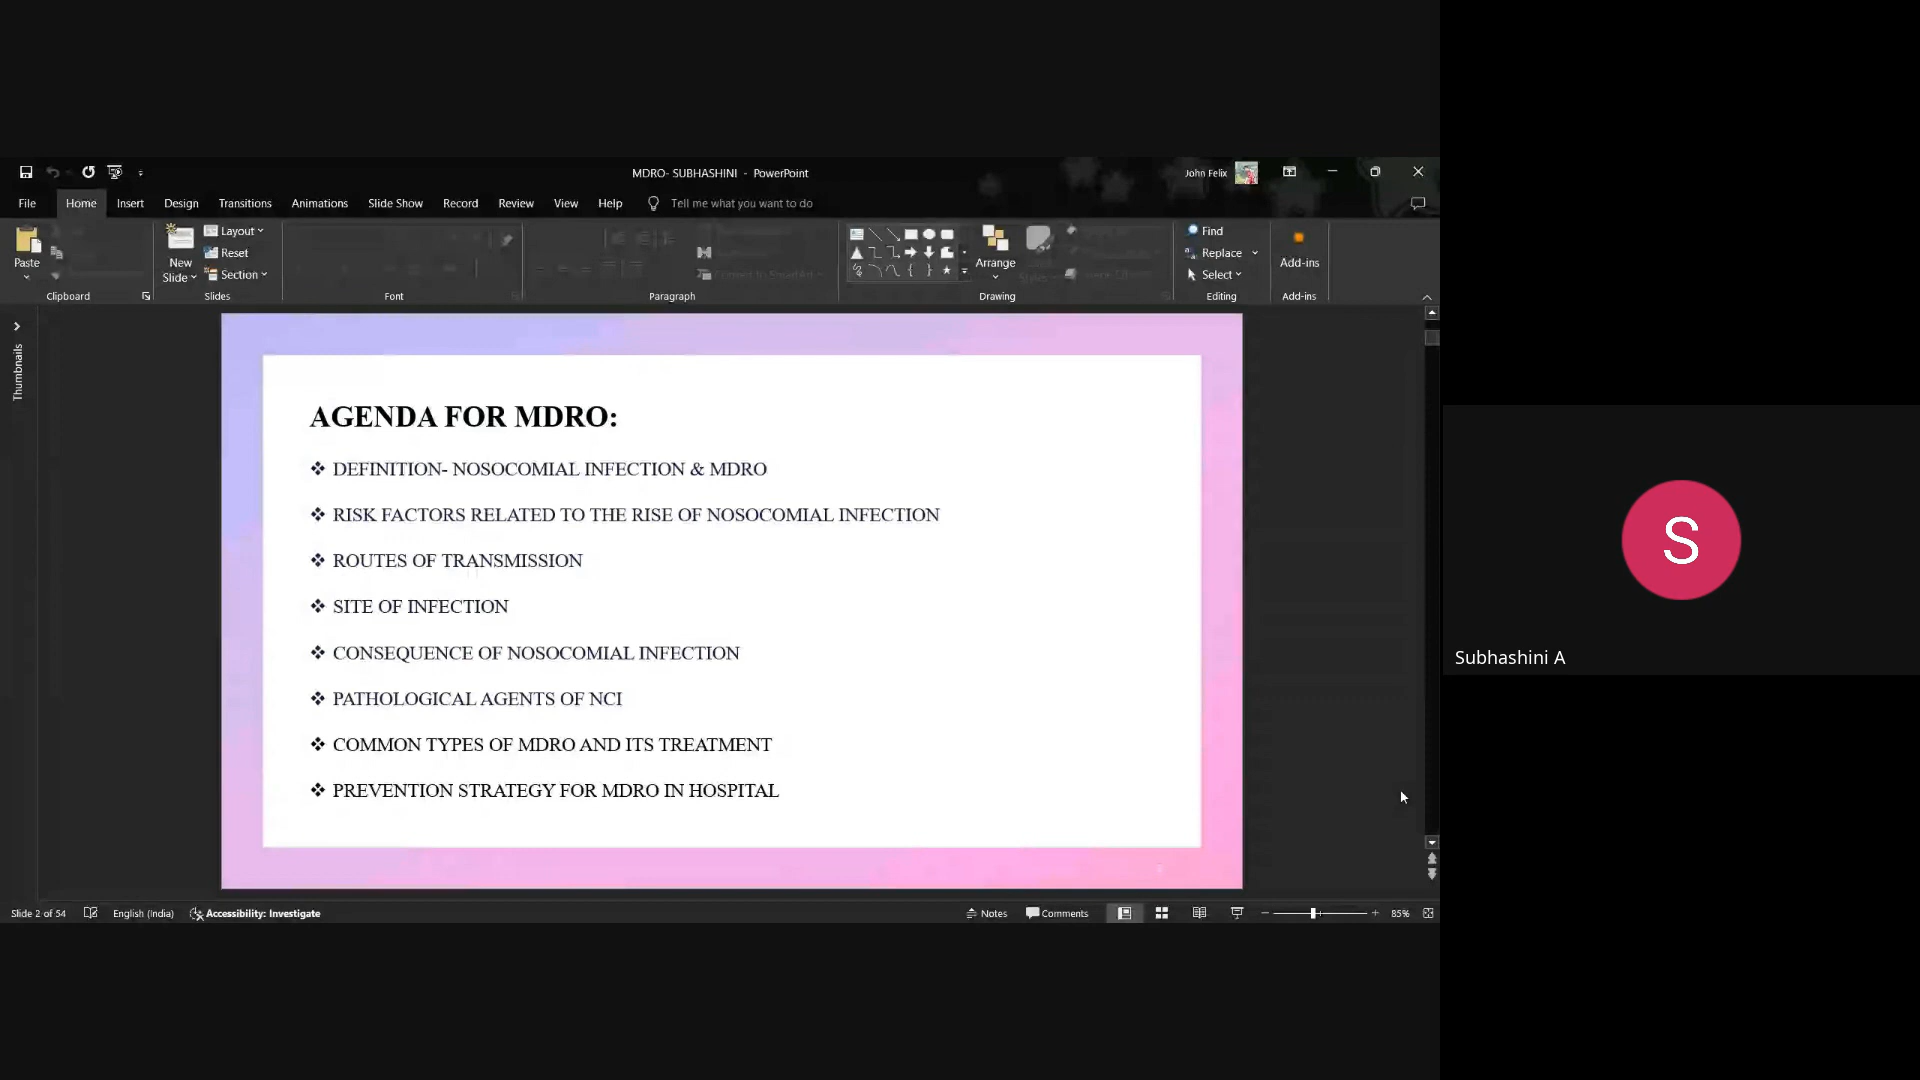 MDRO- SUBHASHINI - PowerPoint
John Felix
File Home Insert Design Transitions Animations Slide Show Record Review View Help Tell me what you want to do
Paste
New Slide
Layout
Reset
Section
Arrange
Find
Replace
Select
Add-ins
Clipboard Slides Font Paragraph Drawing Editing Add-ins
Thumbnails
AGENDA FOR MDRO:
❖ DEFINITION- NOSOCOMIAL INFECTION & MDRO
❖ RISK FACTORS RELATED TO THE RISE OF NOSOCOMIAL INFECTION
❖ ROUTES OF TRANSMISSION
❖ SITE OF INFECTION
❖ CONSEQUENCE OF NOSOCOMIAL INFECTION
❖ PATHOLOGICAL AGENTS OF NCI
❖ COMMON TYPES OF MDRO AND ITS TREATMENT
❖ PREVENTION STRATEGY FOR MDRO IN HOSPITAL
Slide 2 of 54 English (India) Accessibility: Investigate Notes Comments 85%
S
Subhashini A